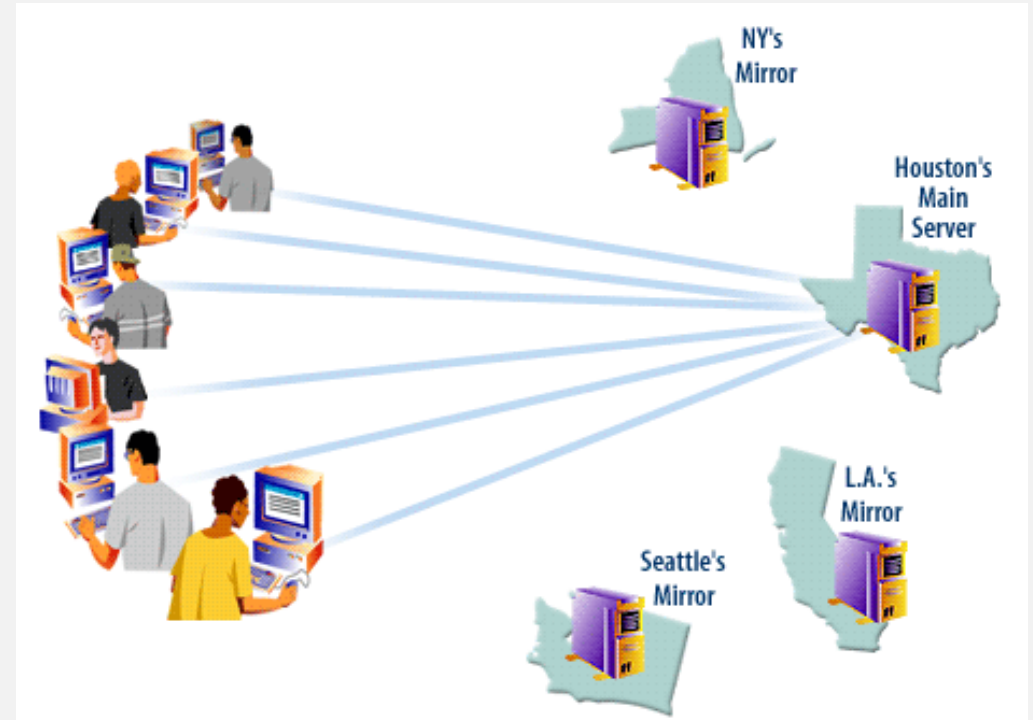 NY's
Mirror
Houston's
Main
Server
L.A.'s
Mirror
Seattle's
Mirror